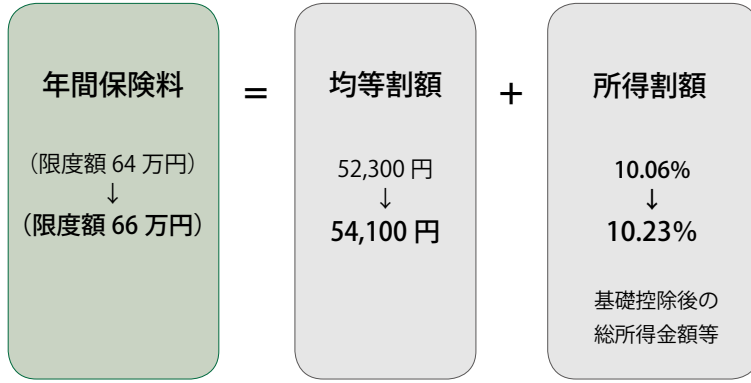 年間保険料
(限度額 64 万円)
↓
(限度額 66 万円)
=
均等割額
52,300 円
↓
54,100 円
+
所得割額
10.06%
↓
10.23%
基礎控除後の
総所得金額等